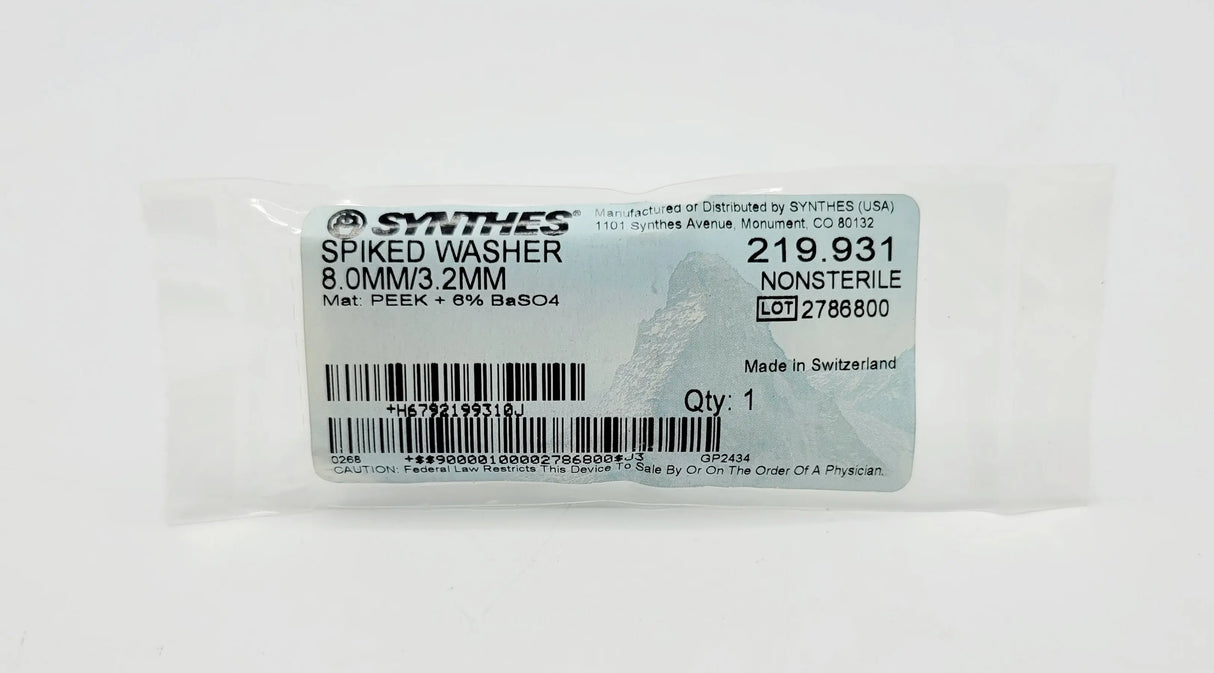 SYNTHES®
Manufactured or Distributed by SYNTHES (USA)
1101 Synthes Avenue, Monument, CO 80132
SPIKED WASHER
8.0MM/3.2MM
Mat: PEEK + 6% BaSO4
219.931
NONSTERILE
LOT 2786800
Made in Switzerland
Qty: 1
+H6792199310J
0268
+$$90000100002786800$J3
GP2434
CAUTION: Federal Law Restricts This Device To Sale By Or On The Order Of A Physician.